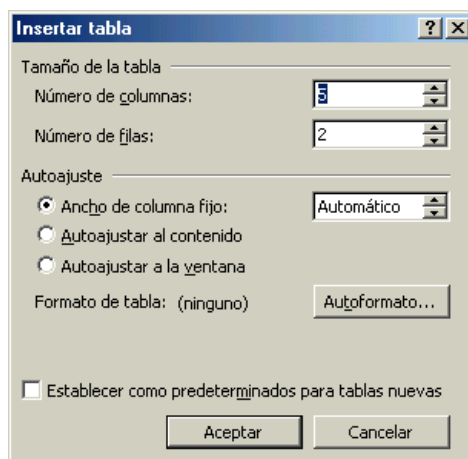 Insertar tabla
Tamaño de la tabla
Número de columnas: 5
Número de filas: 2
Autoajuste
Ancho de columna fijo: Automático
Autoajustar al contenido
Autoajustar a la ventana
Formato de tabla: (ninguno) Autoformato...
Establecer como predeterminados para tablas nuevas
Aceptar Cancelar